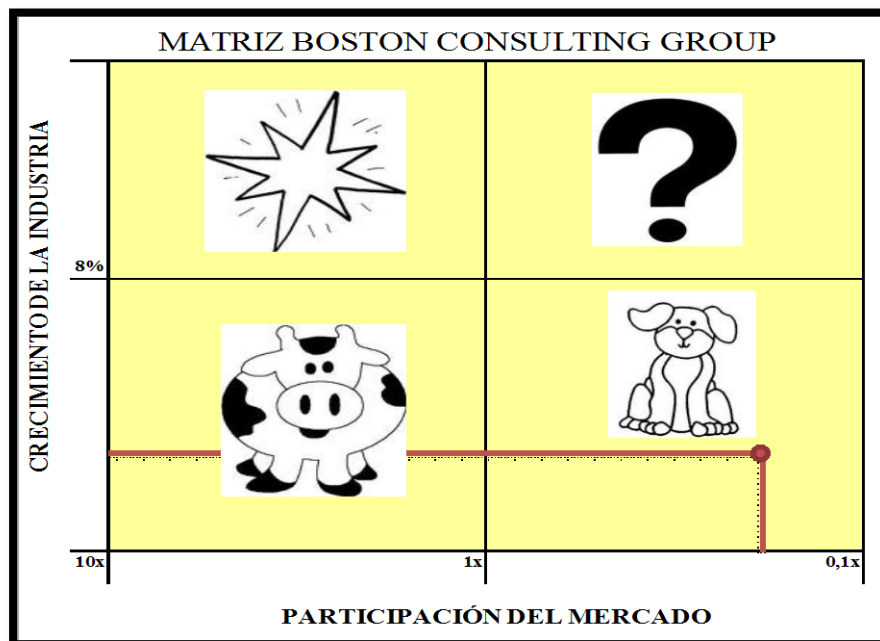 MATRIZ BOSTON CONSULTING GROUP
CRECIMIENTO DE LA INDUSTRIA
?
8%
10x
1x
0,1x
PARTICIPACIÓN DEL MERCADO